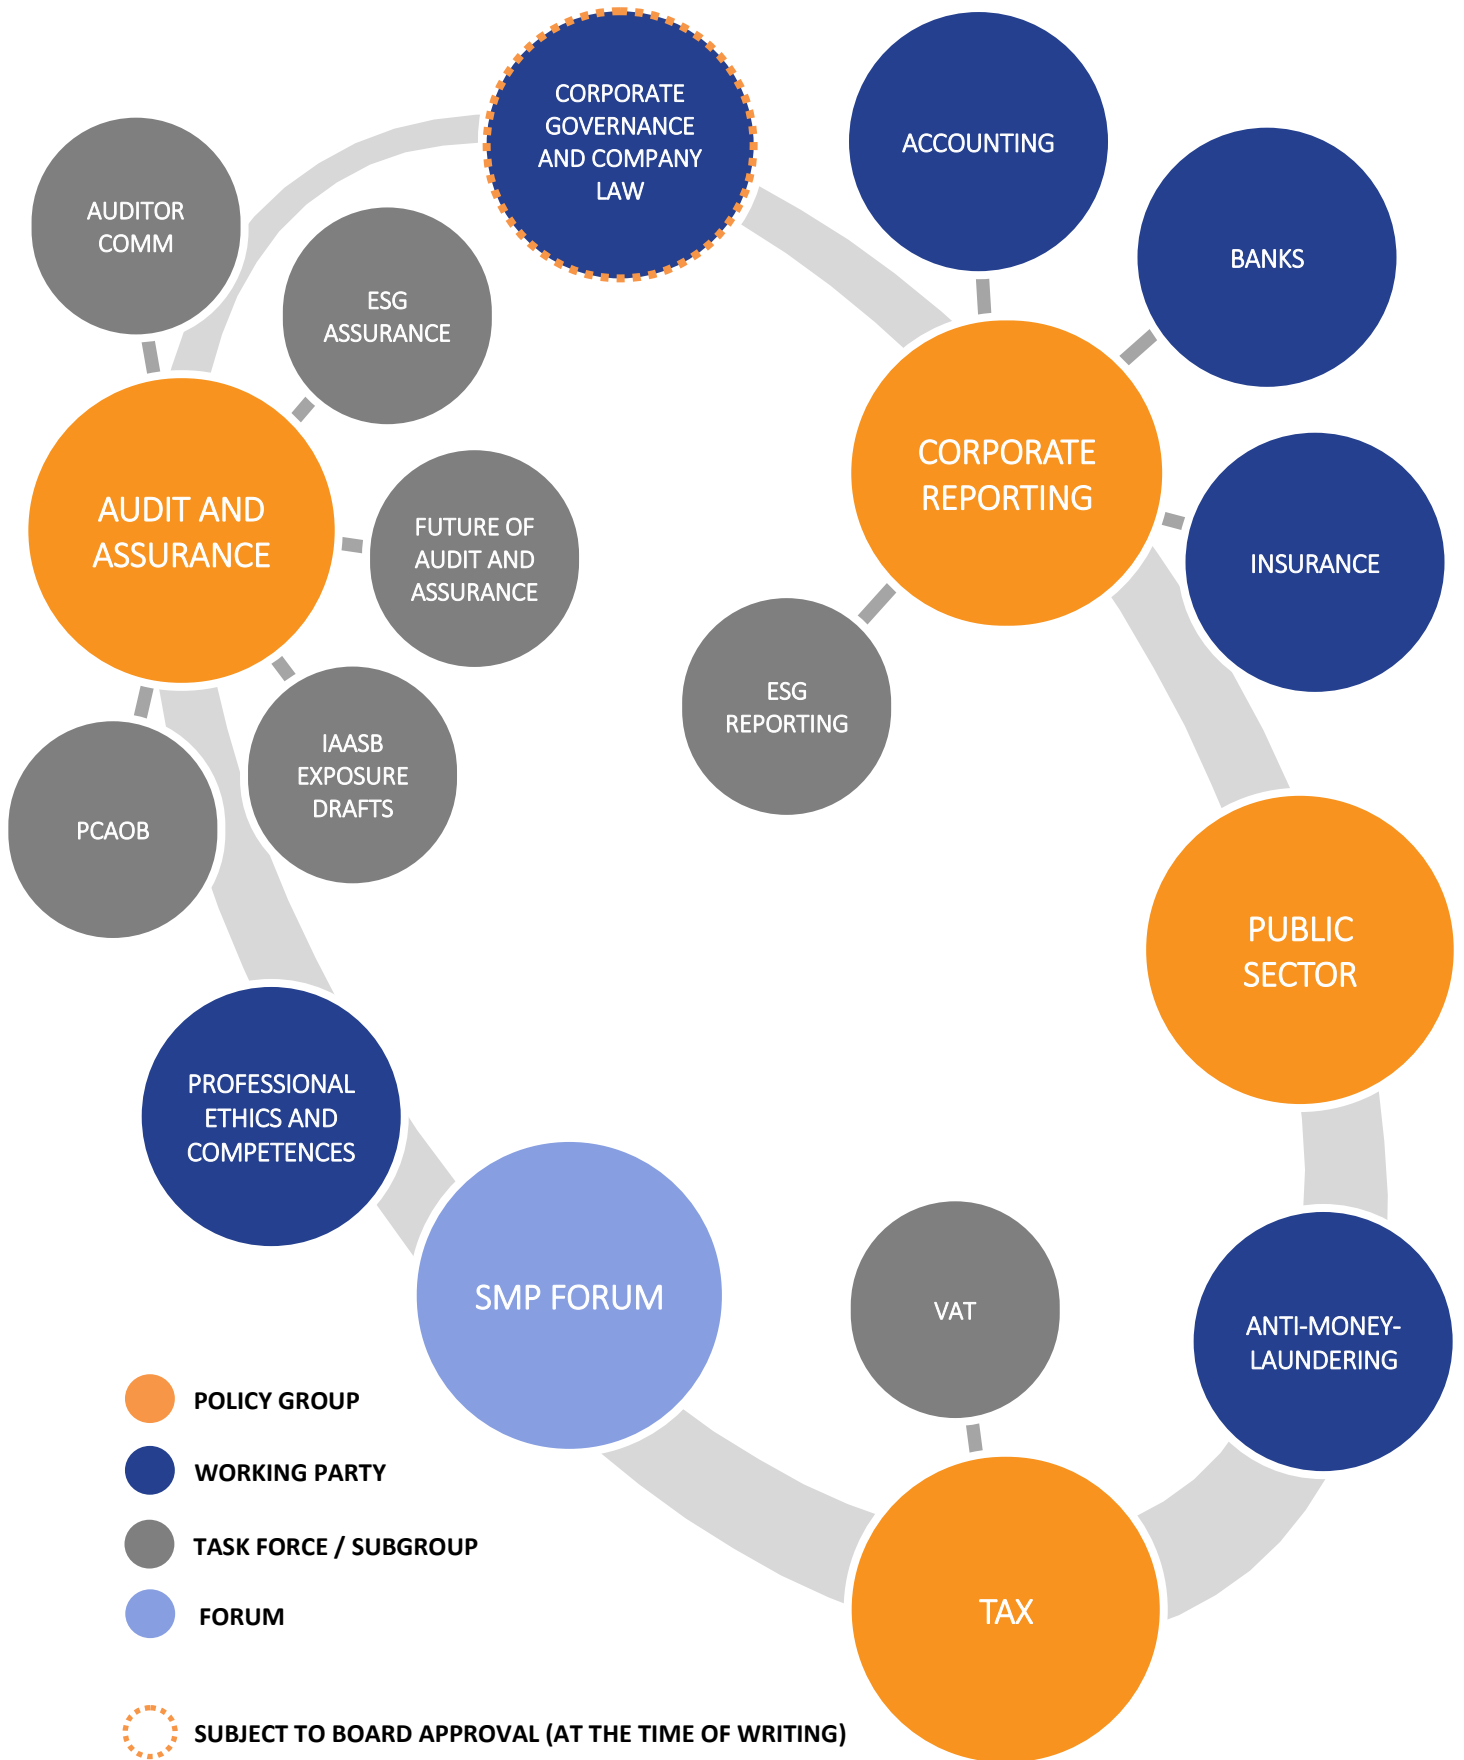 CORPORATE
GOVERNANCE
AND COMPANY
LAW
ACCOUNTING
BANKS
AUDITOR
COMM
ESG
ASSURANCE
CORPORATE
REPORTING
AUDIT AND
ASSURANCE
FUTURE OF
AUDIT AND
ASSURANCE
INSURANCE
ESG
REPORTING
IAASB
EXPOSURE
DRAFTS
PCAOB
PUBLIC
SECTOR
PROFESSIONAL
ETHICS AND
COMPETENCES
SMP FORUM
VAT
ANTI-MONEY-
LAUNDERING
TAX
POLICY GROUP
WORKING PARTY
TASK FORCE / SUBGROUP
FORUM
SUBJECT TO BOARD APPROVAL (AT THE TIME OF WRITING)